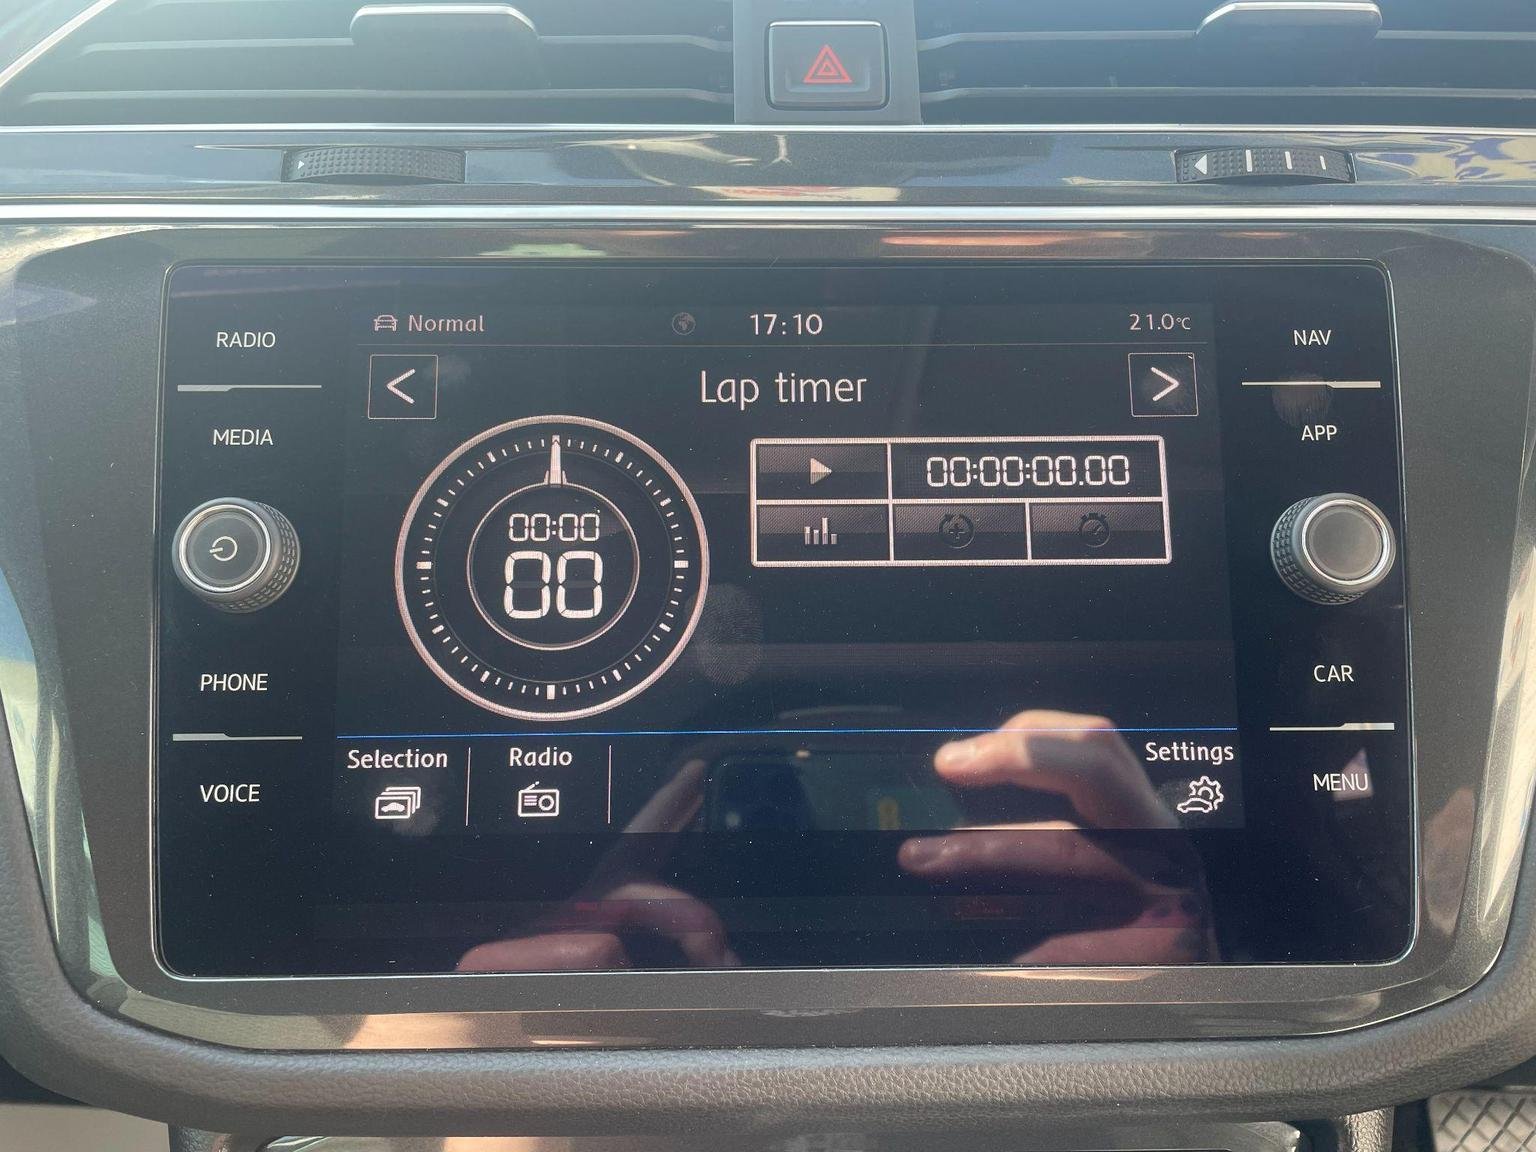 RADIO
MEDIA
PHONE
VOICE
Normal
17:10
21.0°C
Lap timer
00:00
00
00:00:00.00
Selection
Radio
Settings
NAV
APP
CAR
MENU